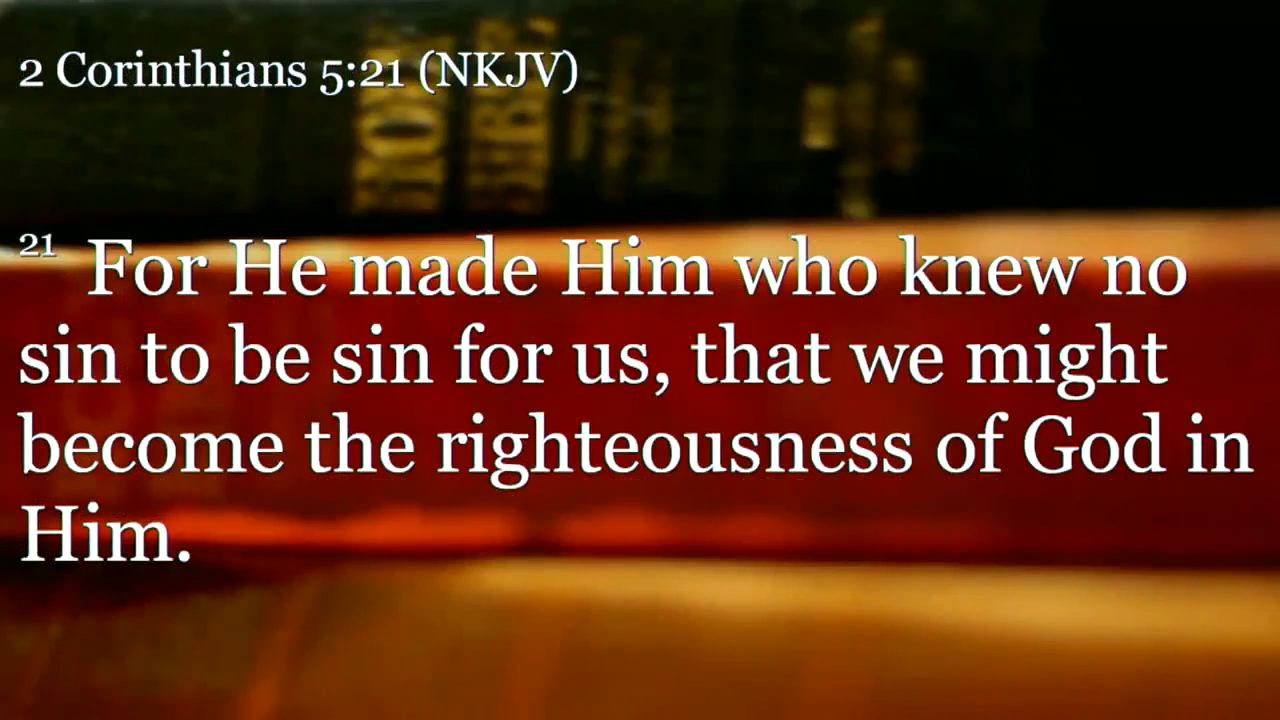 2 Corinthians 5:21 (NKJV)
21 For He made Him who knew no
sin to be sin for us, that we might
become the righteousness of God in
Him.